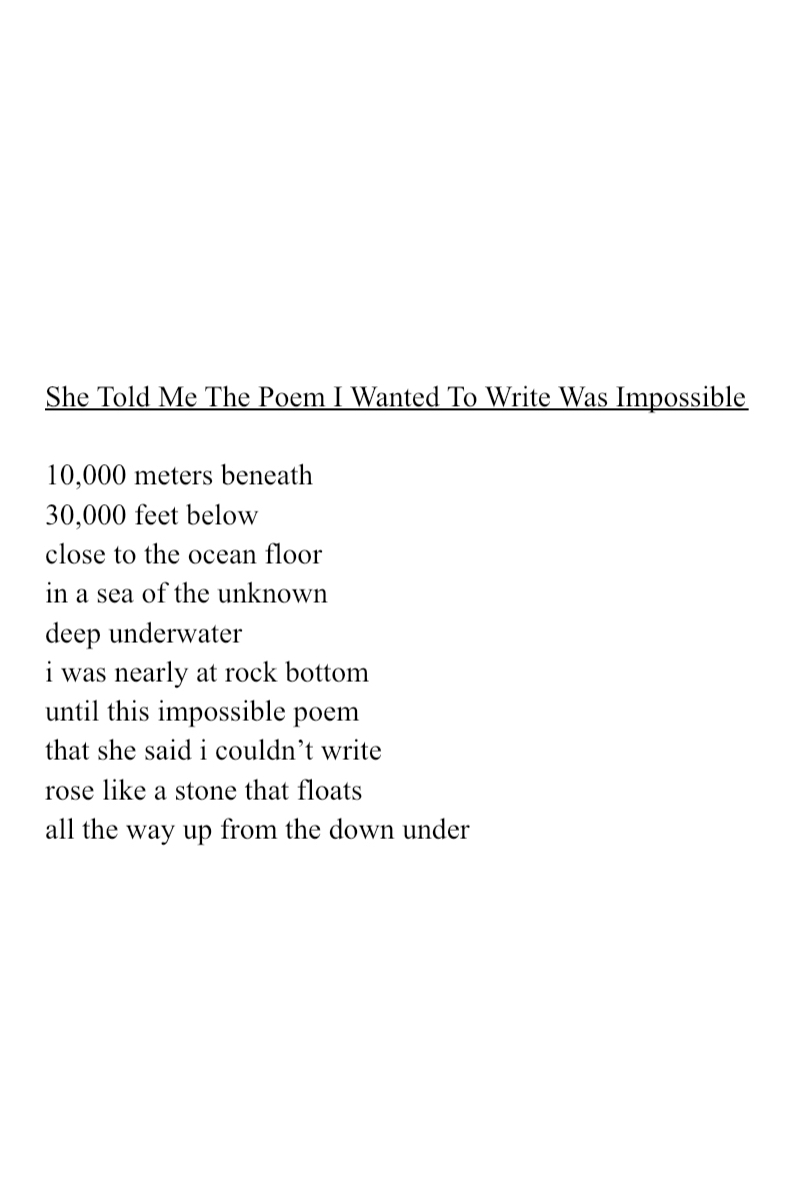 She Told Me The Poem I Wanted To Write Was Impossible
10,000 meters beneath
30,000 feet below
close to the ocean floor
in a sea of the unknown
deep underwater
i was nearly at rock bottom
until this impossible poem
that she said i couldn’t write
rose like a stone that floats
all the way up from the down under